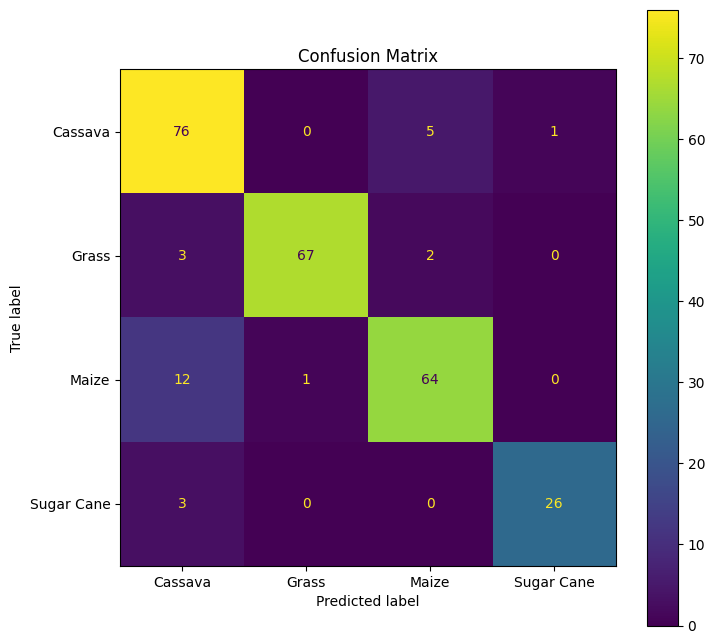 Confusion Matrix
True label
Cassava 76 0 5 1
Grass 3 67 2 0
Maize 12 1 64 0
Sugar Cane 3 0 0 26
Cassava Grass Maize Sugar Cane
Predicted label
70
60
50
40
30
20
10
0